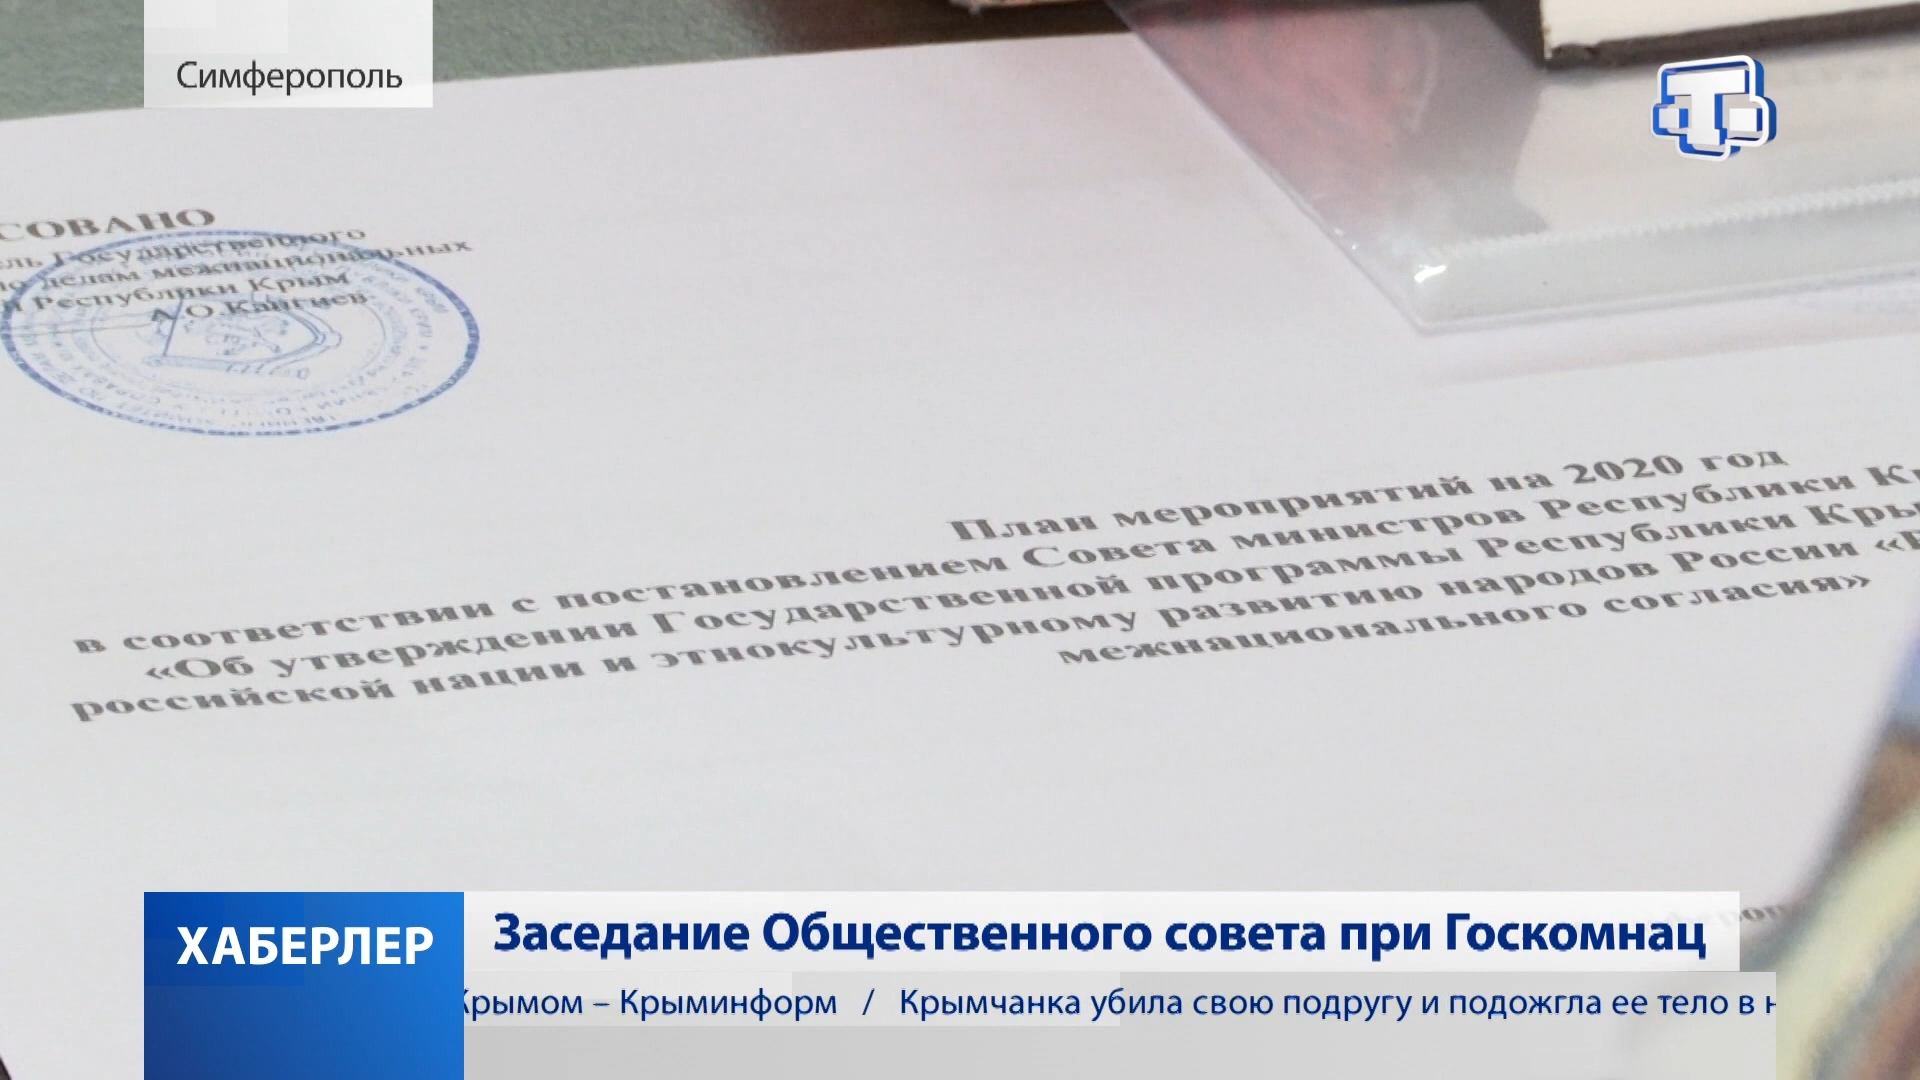 Симферополь
СОВАНО
ль Государственного
по делам межнациональных
й Республики Крым
А.О.Кангиев
План мероприятий на 2020 год
в соответствии с постановлением Совета министров Республики Кр
«Об утверждении Государственной программы Республики Кры
российской нации и этнокультурному развитию народов России «Р
межнационального согласия»
ХАБЕРЛЕР
Заседание Общественного совета при Госкомнац
Крымом – Крыминформ / Крымчанка убила свою подругу и подожгла ее тело в н